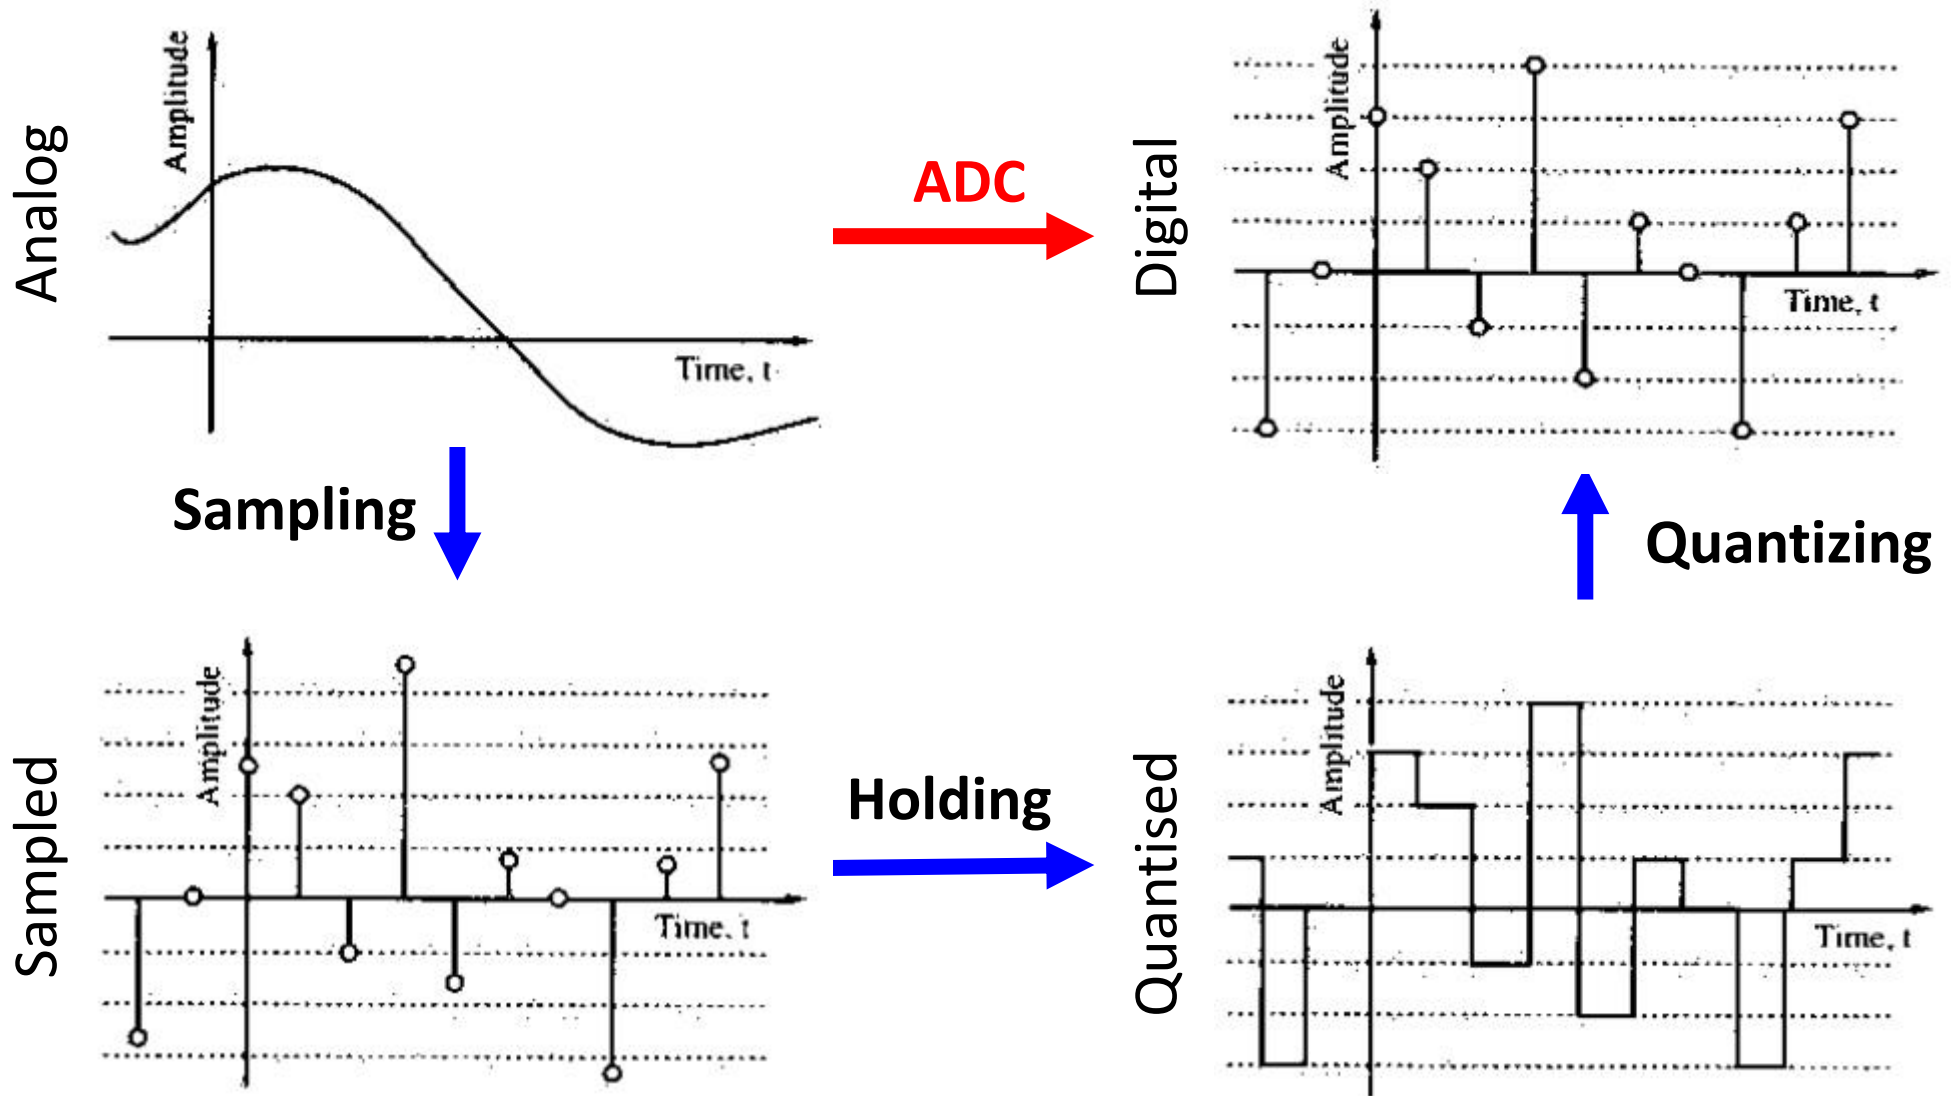 Analog
Amplitude
Time, t
ADC
Digital
Amplitude
Time, t
Sampling
Quantizing
Sampled
Amplitude
Time, t
Holding
Quantised
Amplitude
Time, t